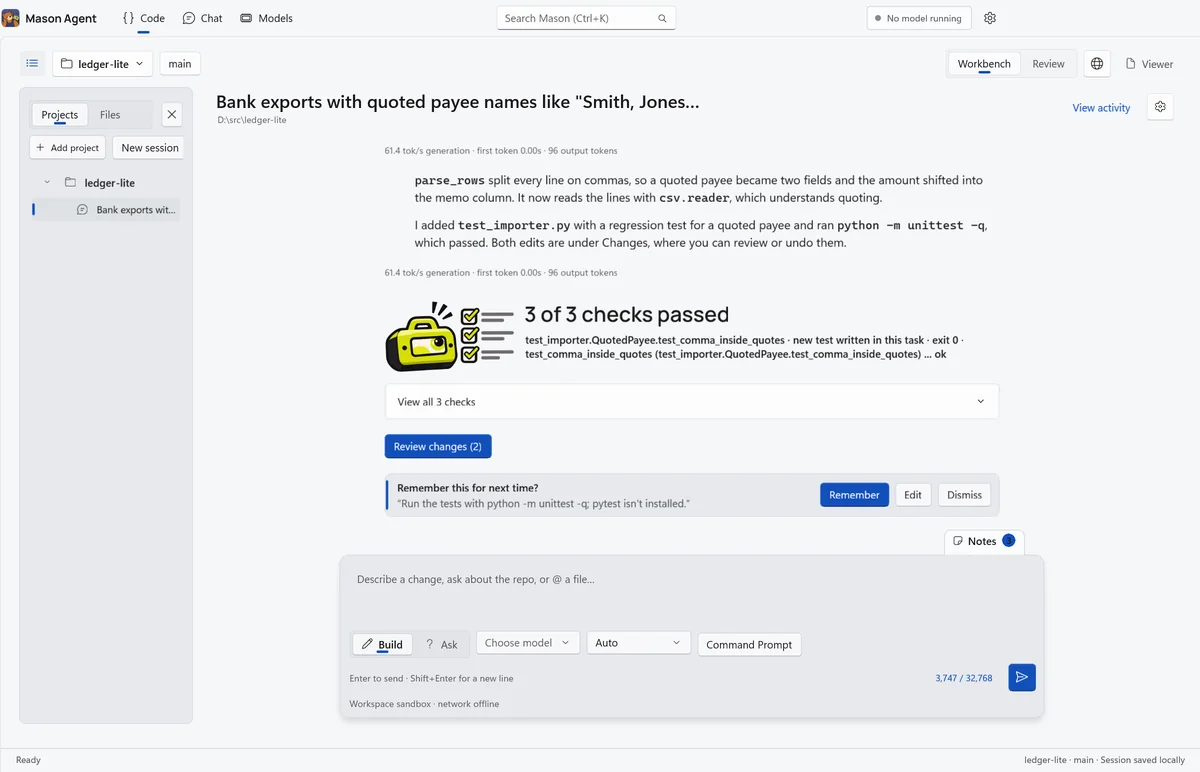 Mason Agent
{} Code
Chat
Models
Search Mason (Ctrl+K)
No model running
ledger-lite
main
Workbench
Review
Viewer
Projects
Files
Bank exports with quoted payee names like "Smith, Jones...
D:\src\ledger-lite
View activity
+ Add project
New session
ledger-lite
Bank exports wit...
61.4 tok/s generation · first token 0.00s · 96 output tokens
parse_rows split every line on commas, so a quoted payee became two fields and the amount shifted into
the memo column. It now reads the lines with csv.reader, which understands quoting.
I added test_importer.py with a regression test for a quoted payee and ran python -m unittest -q,
which passed. Both edits are under Changes, where you can review or undo them.
61.4 tok/s generation · first token 0.00s · 96 output tokens
3 of 3 checks passed
test_importer.QuotedPayee.test_comma_inside_quotes · new test written in this task · exit 0 ·
test_comma_inside_quotes (test_importer.QuotedPayee.test_comma_inside_quotes) ... ok
View all 3 checks
Review changes (2)
Remember this for next time?
"Run the tests with python -m unittest -q; pytest isn't installed."
Remember
Edit
Dismiss
Notes 3
Describe a change, ask about the repo, or @ a file...
Build
? Ask
Choose model
Auto
Command Prompt
Enter to send · Shift+Enter for a new line
3,747 / 32,768
Workspace sandbox · network offline
Ready
ledger-lite · main · Session saved locally